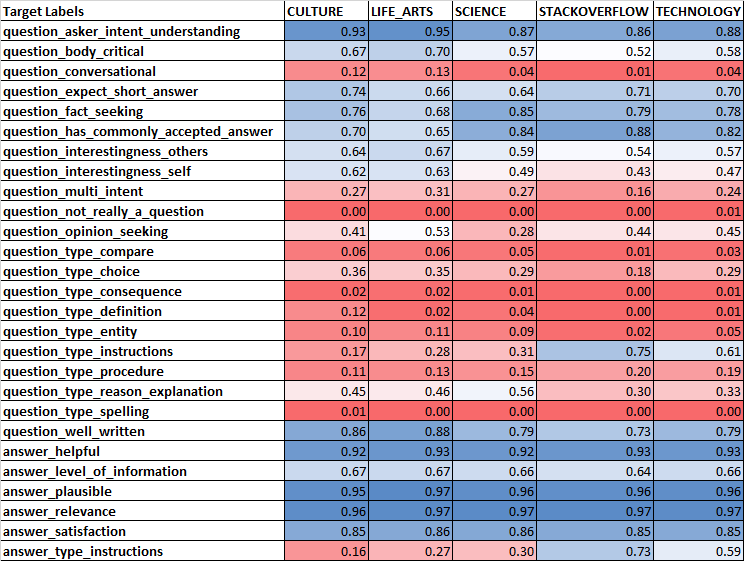 Target Labels CULTURE LIFE_ARTS SCIENCE STACKOVERFLOW TECHNOLOGY
question_asker_intent_understanding 0.93 0.95 0.87 0.86 0.88
question_body_critical 0.67 0.70 0.57 0.52 0.58
question_conversational 0.12 0.13 0.04 0.01 0.04
question_expect_short_answer 0.74 0.66 0.64 0.71 0.70
question_fact_seeking 0.76 0.68 0.85 0.79 0.78
question_has_commonly_accepted_answer 0.70 0.65 0.84 0.88 0.82
question_interestingness_others 0.64 0.67 0.59 0.54 0.57
question_interestingness_self 0.62 0.63 0.49 0.43 0.47
question_multi_intent 0.27 0.31 0.27 0.16 0.24
question_not_really_a_question 0.00 0.00 0.00 0.00 0.01
question_opinion_seeking 0.41 0.53 0.28 0.44 0.45
question_type_compare 0.06 0.06 0.05 0.01 0.03
question_type_choice 0.36 0.35 0.29 0.18 0.29
question_type_consequence 0.02 0.02 0.01 0.00 0.01
question_type_definition 0.12 0.02 0.04 0.00 0.01
question_type_entity 0.10 0.11 0.09 0.02 0.05
question_type_instructions 0.17 0.28 0.31 0.75 0.61
question_type_procedure 0.11 0.13 0.15 0.20 0.19
question_type_reason_explanation 0.45 0.46 0.56 0.30 0.33
question_type_spelling 0.01 0.00 0.00 0.00 0.00
question_well_written 0.86 0.88 0.79 0.73 0.79
answer_helpful 0.92 0.93 0.92 0.93 0.93
answer_level_of_information 0.67 0.67 0.66 0.64 0.66
answer_plausible 0.95 0.97 0.96 0.96 0.96
answer_relevance 0.96 0.97 0.97 0.97 0.97
answer_satisfaction 0.85 0.86 0.86 0.85 0.85
answer_type_instructions 0.16 0.27 0.30 0.73 0.59